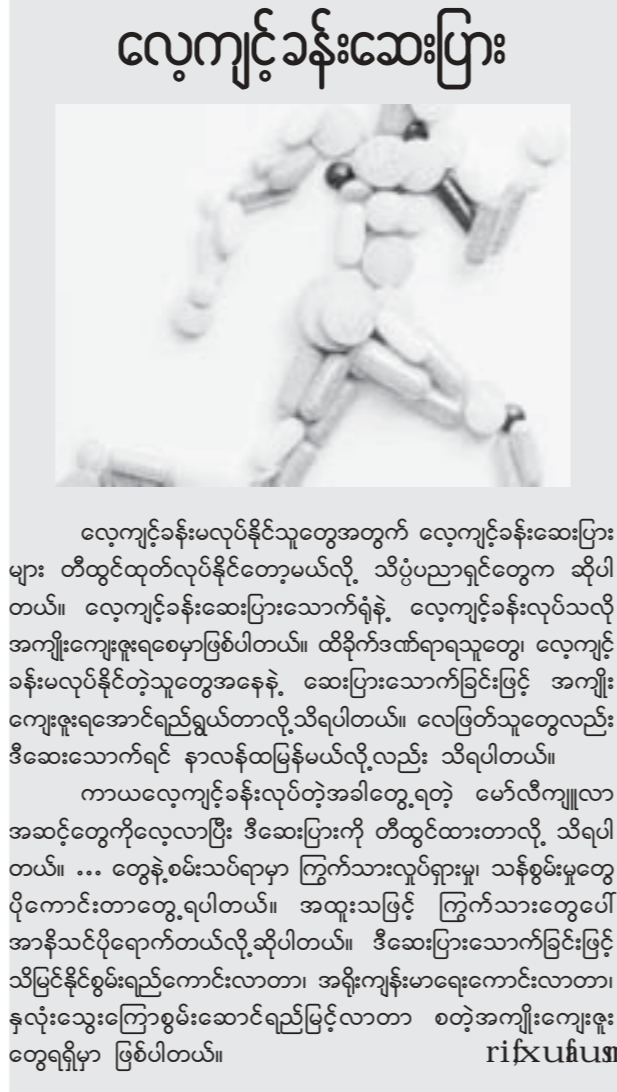 လေ့ကျင့်ခန်းဆေးပြား
လေ့ကျင့်ခန်းမလုပ်နိုင်သူတွေအတွက် လေ့ကျင့်ခန်းဆေးပြား
များ တီထွင်ထုတ်လုပ်နိုင်တော့မယ်လို့ သိပ္ပံပညာရှင်တွေက ဆိုပါ
တယ်။ လေ့ကျင့်ခန်းဆေးပြားသောက်ရုံနဲ့ လေ့ကျင့်ခန်းလုပ်သလို
အကျိုးကျေးဇူးရစေမှာဖြစ်ပါတယ်။ ထိခိုက်ဒဏ်ရာရသူတွေ၊ လေ့ကျင့်
ခန်းမလုပ်နိုင်တဲ့သူတွေအနေနဲ့ ဆေးပြားသောက်ခြင်းဖြင့် အကျိုး
ကျေးဇူးရအောင်ရည်ရွယ်တာလို့သိရပါတယ်။ လေဖြတ်သူတွေလည်း
ဒီဆေးသောက်ရင် နာလန်ထမြန်မယ်လို့လည်း သိရပါတယ်။
ကာယလေ့ကျင့်ခန်းလုပ်တဲ့အခါတွေ့ရတဲ့ မော်လီကျူလာ
အဆင့်တွေကိုလေ့လာပြီး ဒီဆေးပြားကို တီထွင်ထားတာလို့ သိရပါ
တယ်။ ... တွေနဲ့စမ်းသပ်ရာမှာ ကြွက်သားလှုပ်ရှားမှု၊ သန်စွမ်းမှုတွေ
ပိုကောင်းတာတွေ့ရပါတယ်။ အထူးသဖြင့် ကြွက်သားတွေပေါ်
အာနိသင်ပိုရောက်တယ်လို့ဆိုပါတယ်။ ဒီဆေးပြားသောက်ခြင်းဖြင့်
သိမြင်နိုင်စွမ်းရည်ကောင်းလာတာ၊ အရိုးကျန်းမာရေးကောင်းလာတာ၊
နှလုံးသွေးကြောစွမ်းဆောင်ရည်မြင့်လာတာ စတဲ့အကျိုးကျေးဇူး
တွေရရှိမှာ ဖြစ်ပါတယ်။